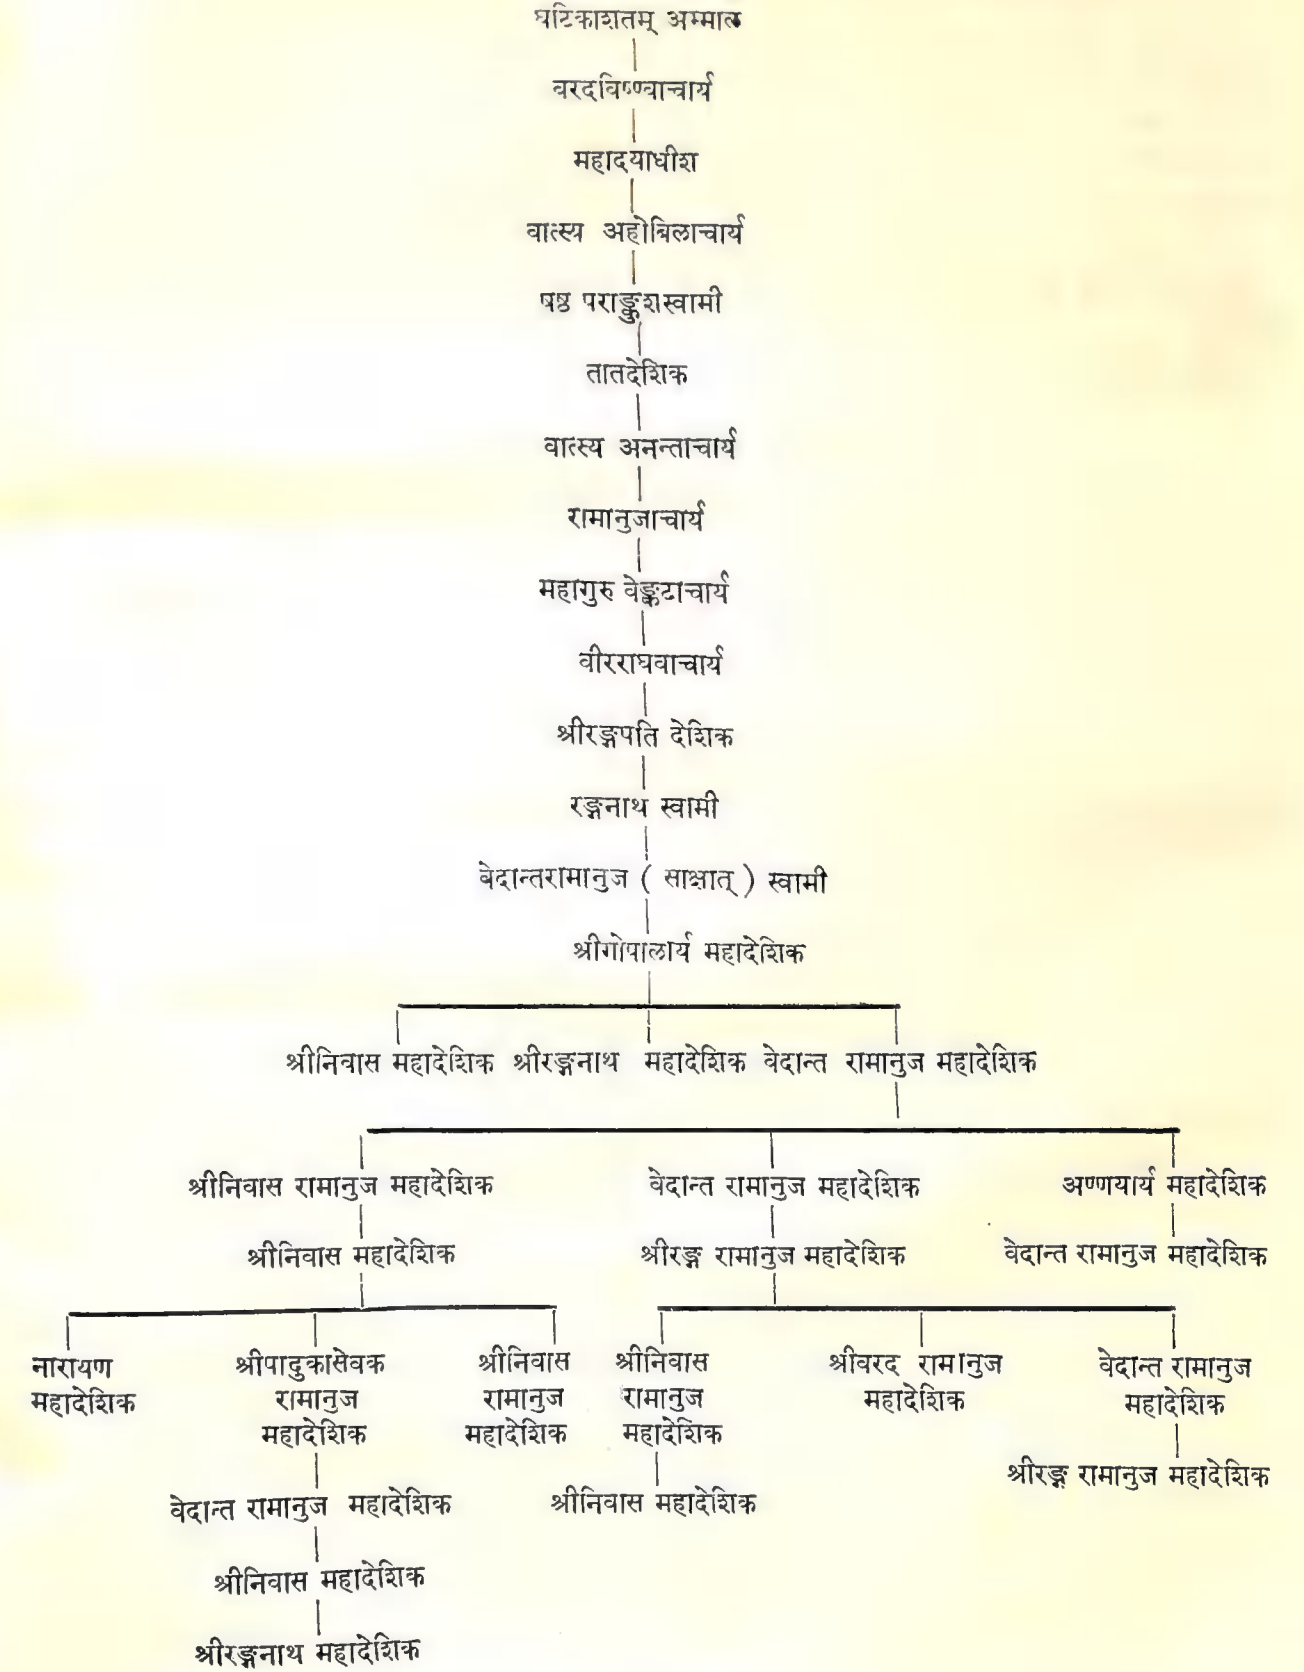 घटिकाशतम् अम्माल
वरदविष्ण्वाचार्य
महादयाधीश
वात्स्य अहोबिलाचार्य
षष्ठ पराङ्कुशस्वामी
तातदेशिक
वात्स्य अनन्ताचार्य
रामानुजाचार्य
महागुरु वेङ्कटाचार्य
वीरराघवाचार्य
श्रीरङ्गपति देशिक
रङ्गनाथ स्वामी
वेदान्तरामानुज ( साक्षात् ) स्वामी
श्रीगोपालार्य महादेशिक
श्रीनिवास महादेशिक श्रीरङ्गनाथ महादेशिक वेदान्त रामानुज महादेशिक
श्रीनिवास रामानुज महादेशिक वेदान्त रामानुज महादेशिक अण्णयार्य महादेशिक
श्रीनिवास महादेशिक श्रीरङ्ग रामानुज महादेशिक वेदान्त रामानुज महादेशिक
नारायण श्रीपादुकासेवक श्रीनिवास श्रीनिवास श्रीवरद रामानुज वेदान्त रामानुज
महादेशिक रामानुज रामानुज रामानुज महादेशिक महादेशिक
महादेशिक महादेशिक महादेशिक
श्रीरङ्ग रामानुज महादेशिक
वेदान्त रामानुज महादेशिक श्रीनिवास महादेशिक
श्रीनिवास महादेशिक
श्रीरङ्गनाथ महादेशिक